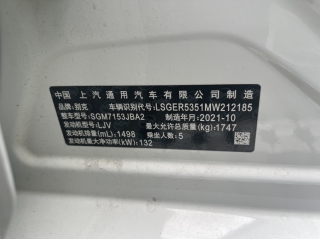 中国 上汽通用汽车有限公司 制造
品牌:别克 车辆识别代号:LSGER5351MW212185
整车型号:SGM7153JBA2 制造年月:2021-10
发动机型号:LJV 最大允许总质量(kg):1747
发动机排量(mL):1498 乘坐人数:5
发动机最大净功率(kW):132